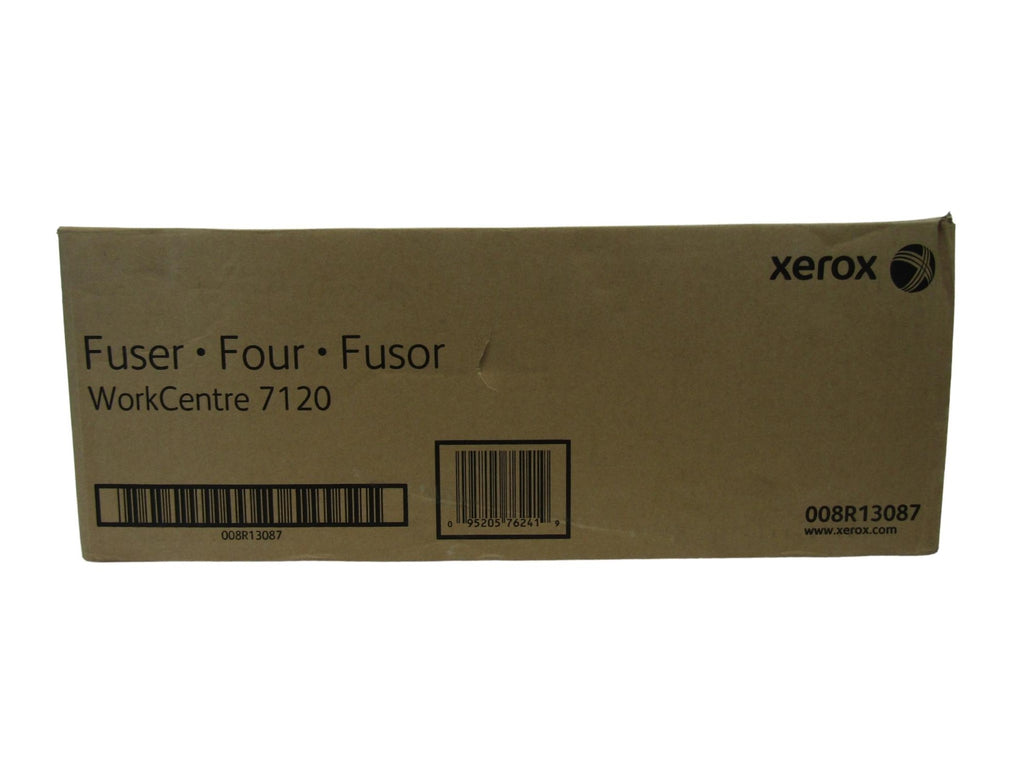 xerox
Fuser • Four • Fusor
WorkCentre 7120
008R13087
0 95205 76241 9
008R13087
www.xerox.com